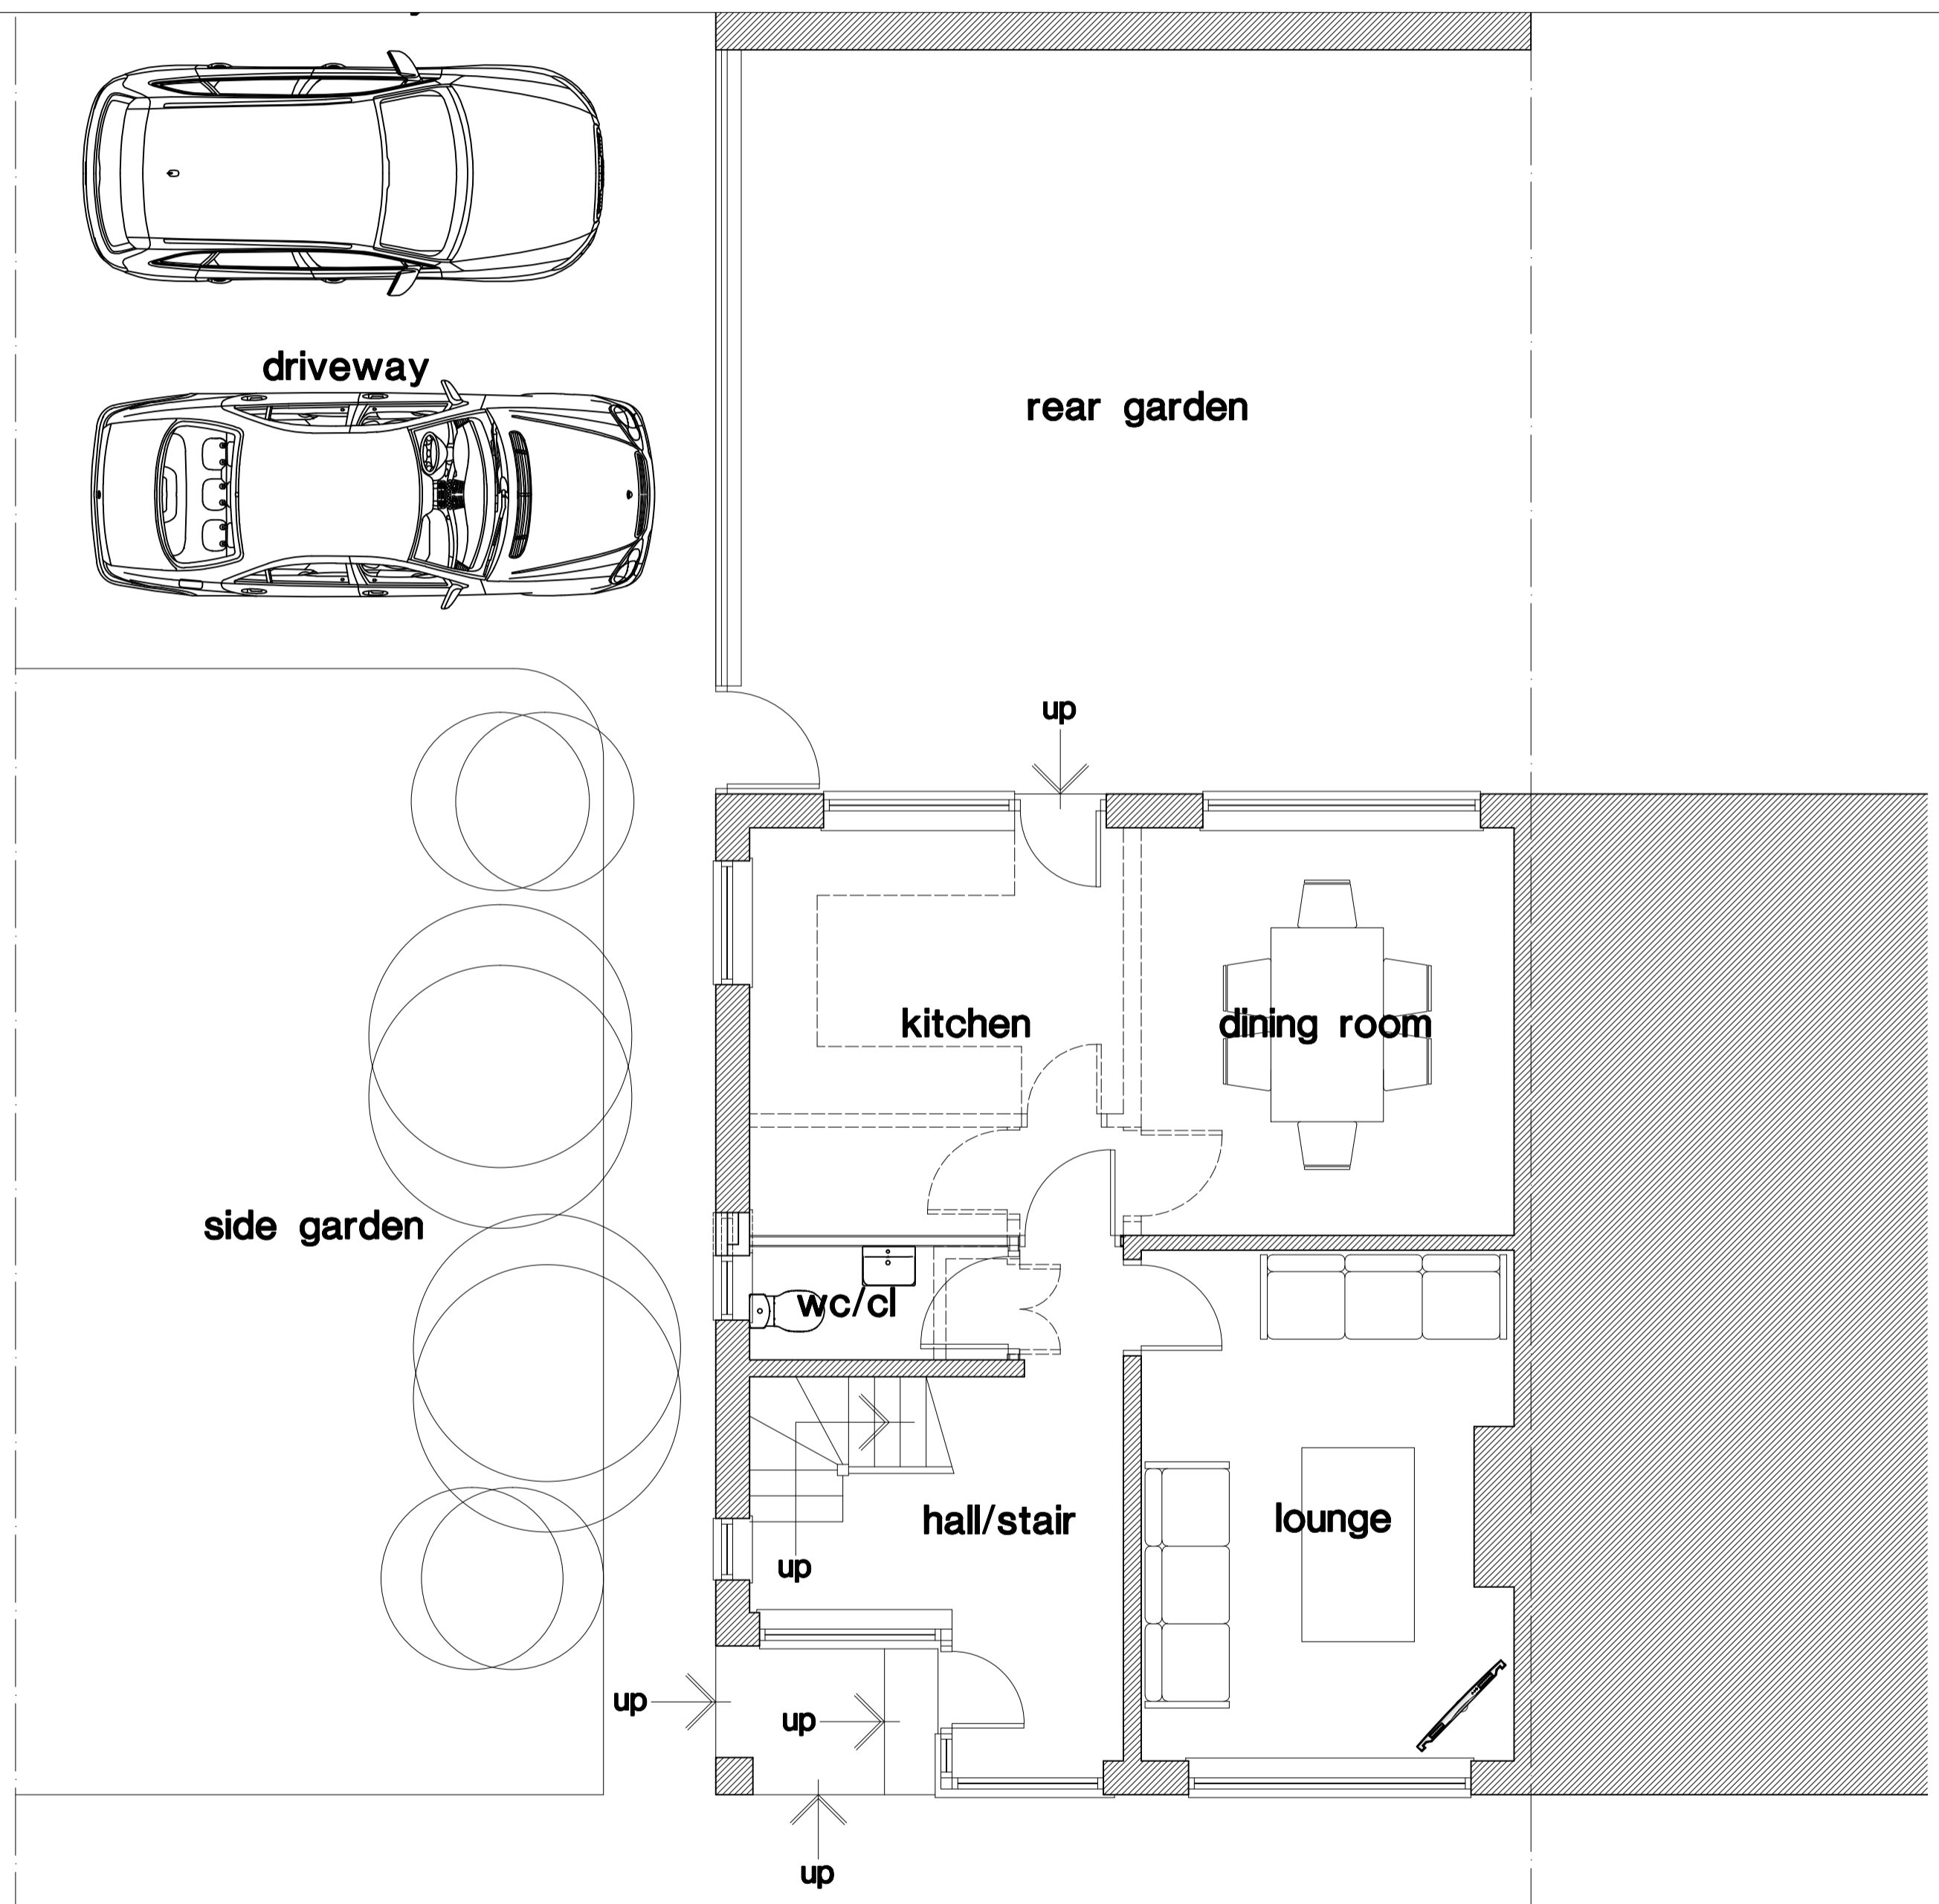 driveway
rear garden
up
kitchen
dining room
side garden
wc/cl
hall/stair
lounge
up
up
up
up